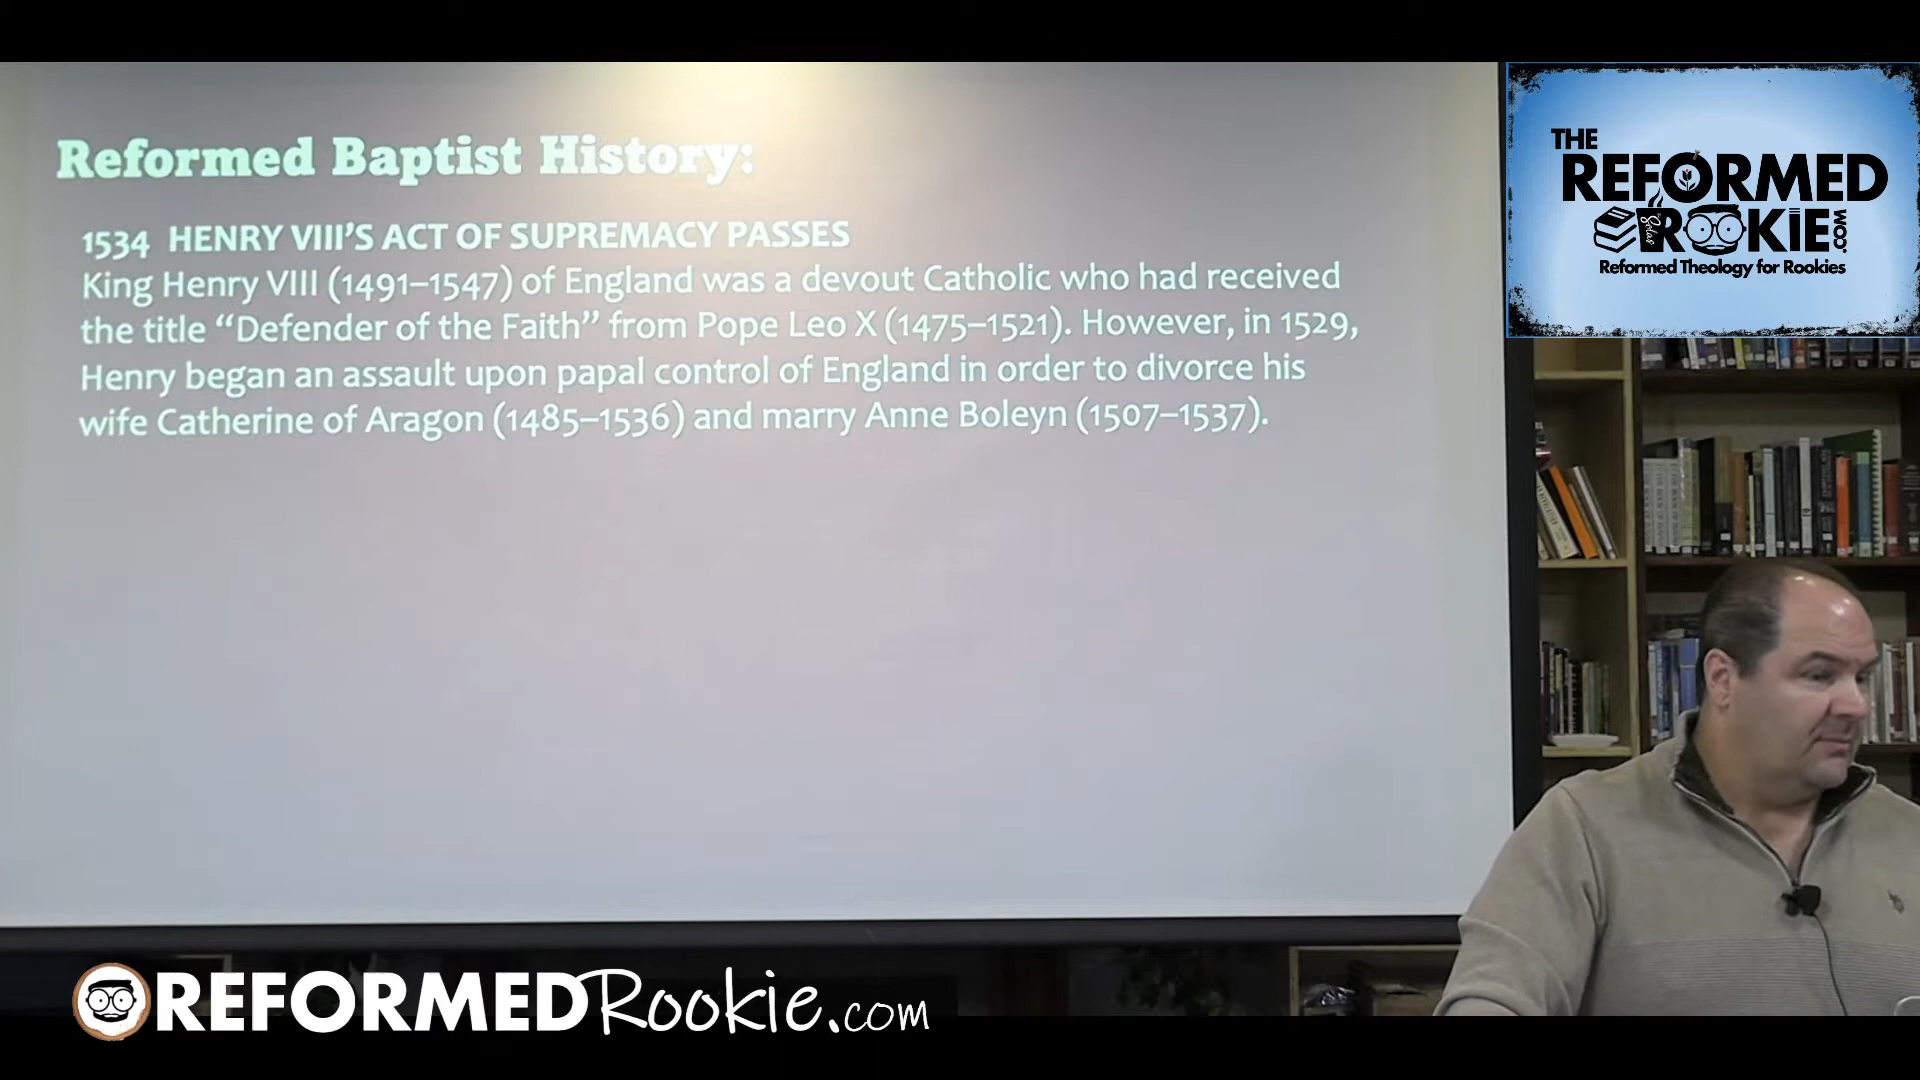 Reformed Baptist History:
1534 HENRY VIII’S ACT OF SUPREMACY PASSES
King Henry VIII (1491–1547) of England was a devout Catholic who had received
the title “Defender of the Faith” from Pope Leo X (1475–1521). However, in 1529,
Henry began an assault upon papal control of England in order to divorce his
wife Catherine of Aragon (1485–1536) and marry Anne Boleyn (1507–1537).
THE
REFORMED
Solas
ROOKIE
.COM
Reformed Theology for Rookies
REFORMEDRookie.com